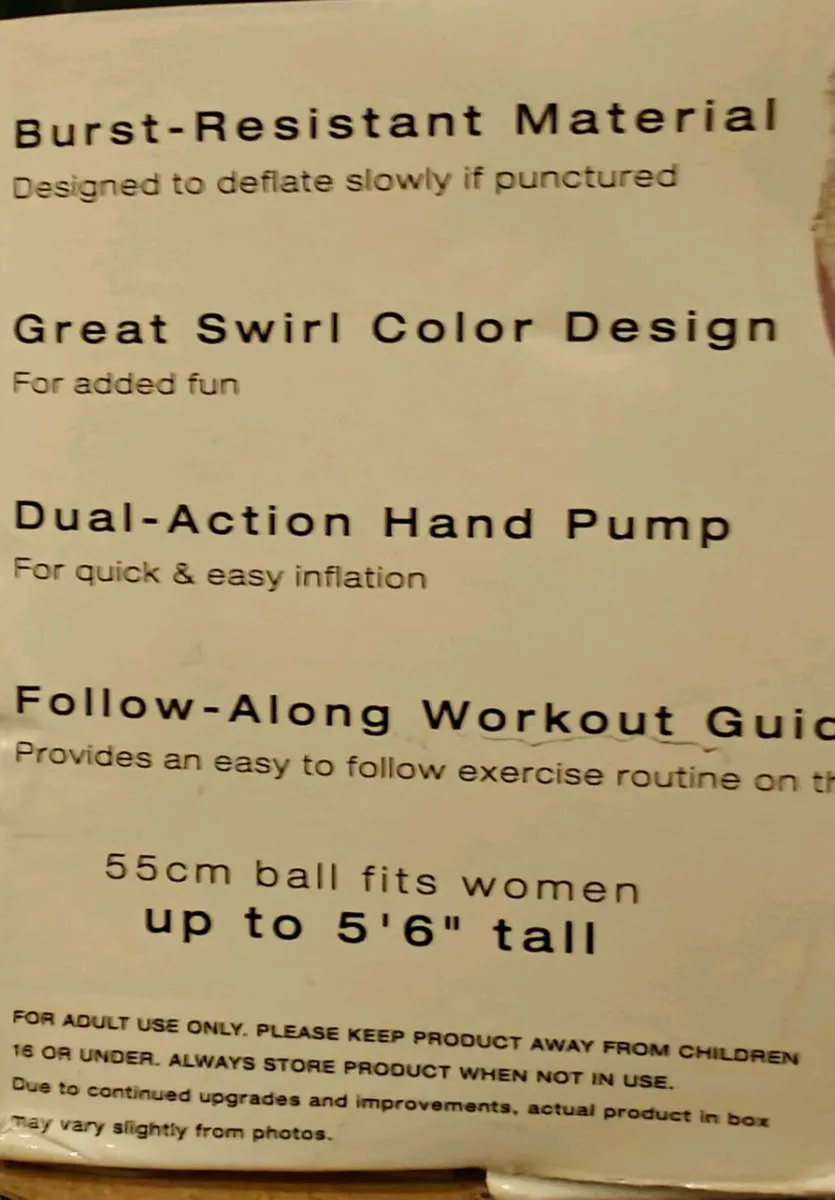 Burst-Resistant Material
Designed to deflate slowly if punctured
Great Swirl Color Design
For added fun
Dual-Action Hand Pump
For quick & easy inflation
Follow-Along Workout
Provides an easy to follow exercise routine on
55cm ball fits women
up to 5'6" tall
FOR ADULT USE ONLY. PLEASE KEEP PRODUCT AWAY FROM CHILDREN
16 OR UNDER. ALWAYS STORE PRODUCT WHEN NOT IN USE.
Due to continued upgrades and improvements, actual product in box
may vary slightly from photos.